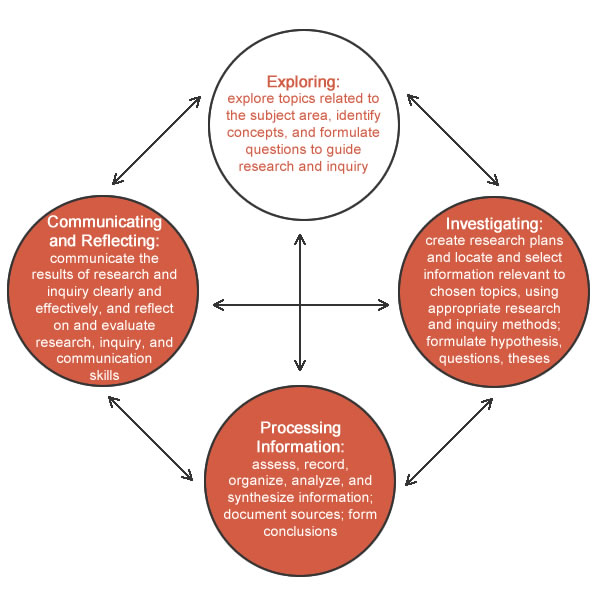 Exploring:
explore topics related to
the subject area, identify
concepts, and formulate
questions to guide
research and inquiry
Communicating
and Reflecting:
communicate the
results of research and
inquiry clearly and
effectively, and reflect
on and evaluate
research, inquiry, and
communication
skills
Investigating:
create research plans
and locate and select
information relevant to
chosen topics, using
appropriate research
and inquiry methods;
formulate hypothesis,
questions, theses
Processing
Information:
assess, record,
organize, analyze, and
synthesize information;
document sources; form
conclusions